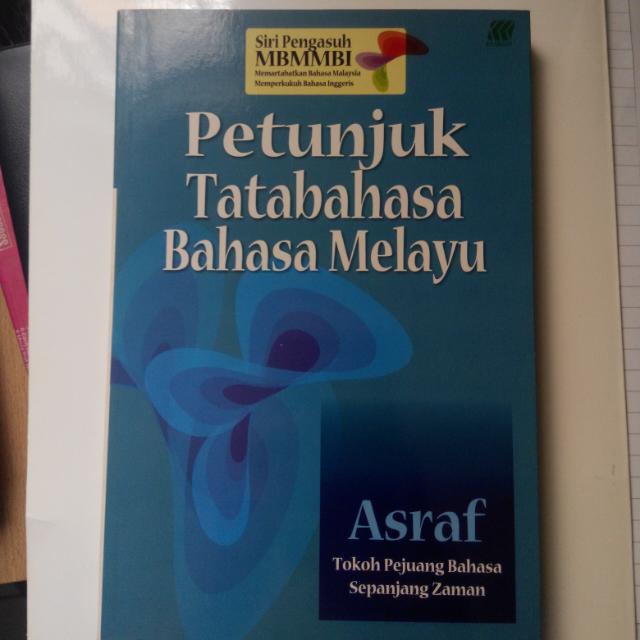 Siri Pengasuh
MBMMBI
Memartabatkan Bahasa Malaysia
Memperkukuh Bahasa Inggeris
Petunjuk
Tatabahasa
Bahasa Melayu
Asraf
Tokoh Pejuang Bahasa
Sepanjang Zaman